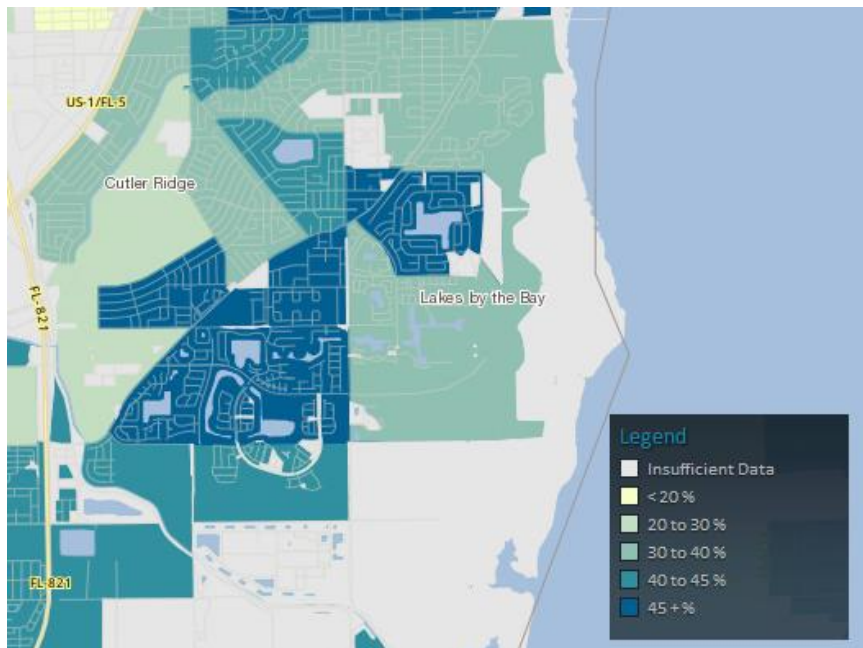 US-1/FL-5
Cutler Ridge
FL-821
Lakes by the Bay
Legend
Insufficient Data
< 20 %
20 to 30 %
30 to 40 %
40 to 45 %
45 + %
FL-821